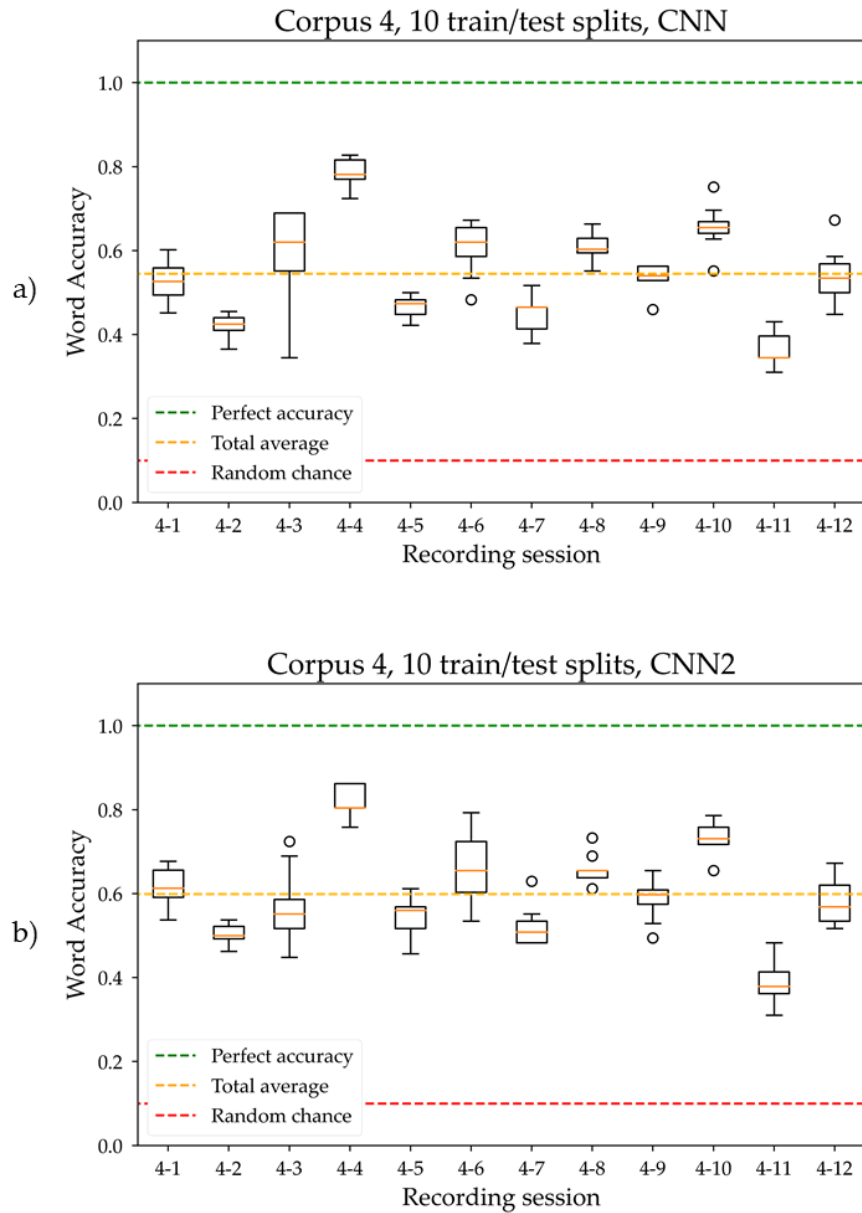 Corpus 4, 10 train/test splits, CNN
a)
Word Accuracy
1.0
0.8
0.6
0.4
0.2
0.0
Perfect accuracy
Total average
Random chance
4-1 4-2 4-3 4-4 4-5 4-6 4-7 4-8 4-9 4-10 4-11 4-12
Recording session
Corpus 4, 10 train/test splits, CNN2
b)
Word Accuracy
1.0
0.8
0.6
0.4
0.2
0.0
Perfect accuracy
Total average
Random chance
4-1 4-2 4-3 4-4 4-5 4-6 4-7 4-8 4-9 4-10 4-11 4-12
Recording session